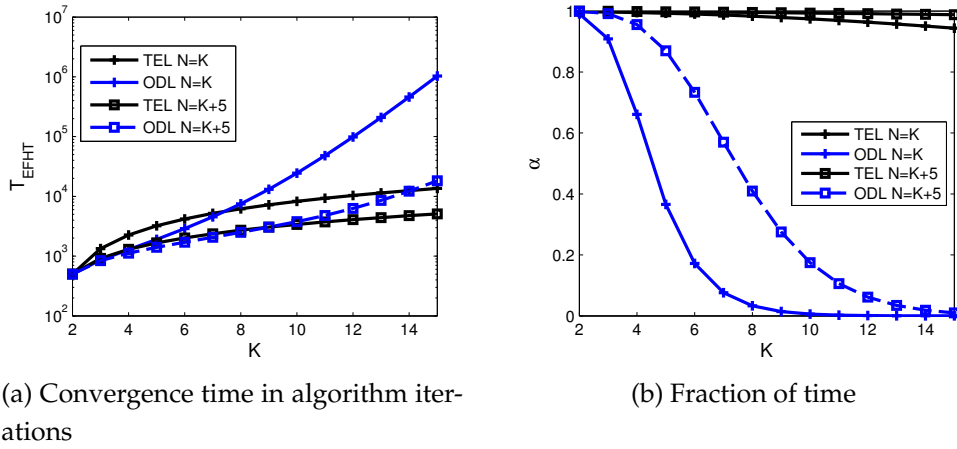 10^7
10^6
10^5
10^4
10^3
10^2
T_EFHT
TEL N=K
ODL N=K
TEL N=K+5
ODL N=K+5
2 4 6 8 10 12 14
K
(a) Convergence time in algorithm iter-
ations
1
0.8
0.6
0.4
0.2
0
α
TEL N=K
ODL N=K
TEL N=K+5
ODL N=K+5
2 4 6 8 10 12 14
K
(b) Fraction of time